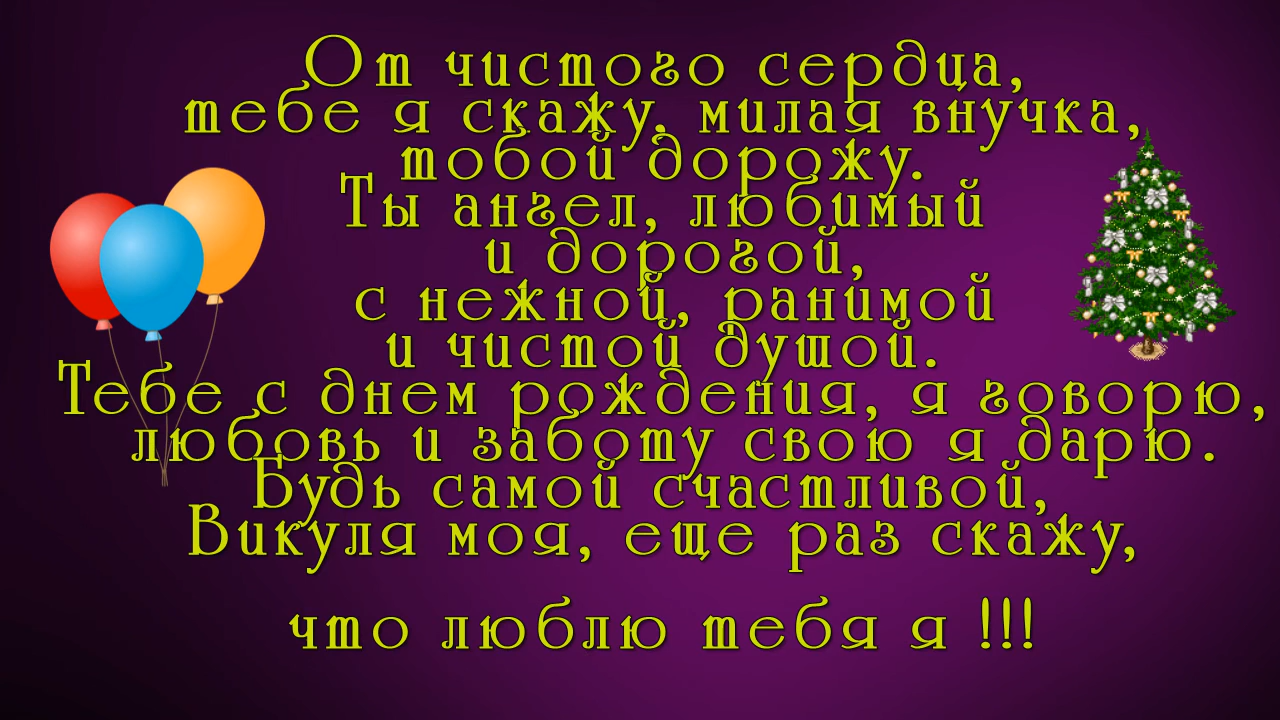 От чистого сердца,
тебе я скажу, милая внучка,
тобой дорожу.
Ты ангел, любимый
и дорогой,
с нежной, ранимой
и чистой душой.
Тебе с днем рождения, я говорю,
любовь и заботу свою я дарю.
Будь самой счастливой,
Викуля моя, еще раз скажу,
что люблю тебя я !!!